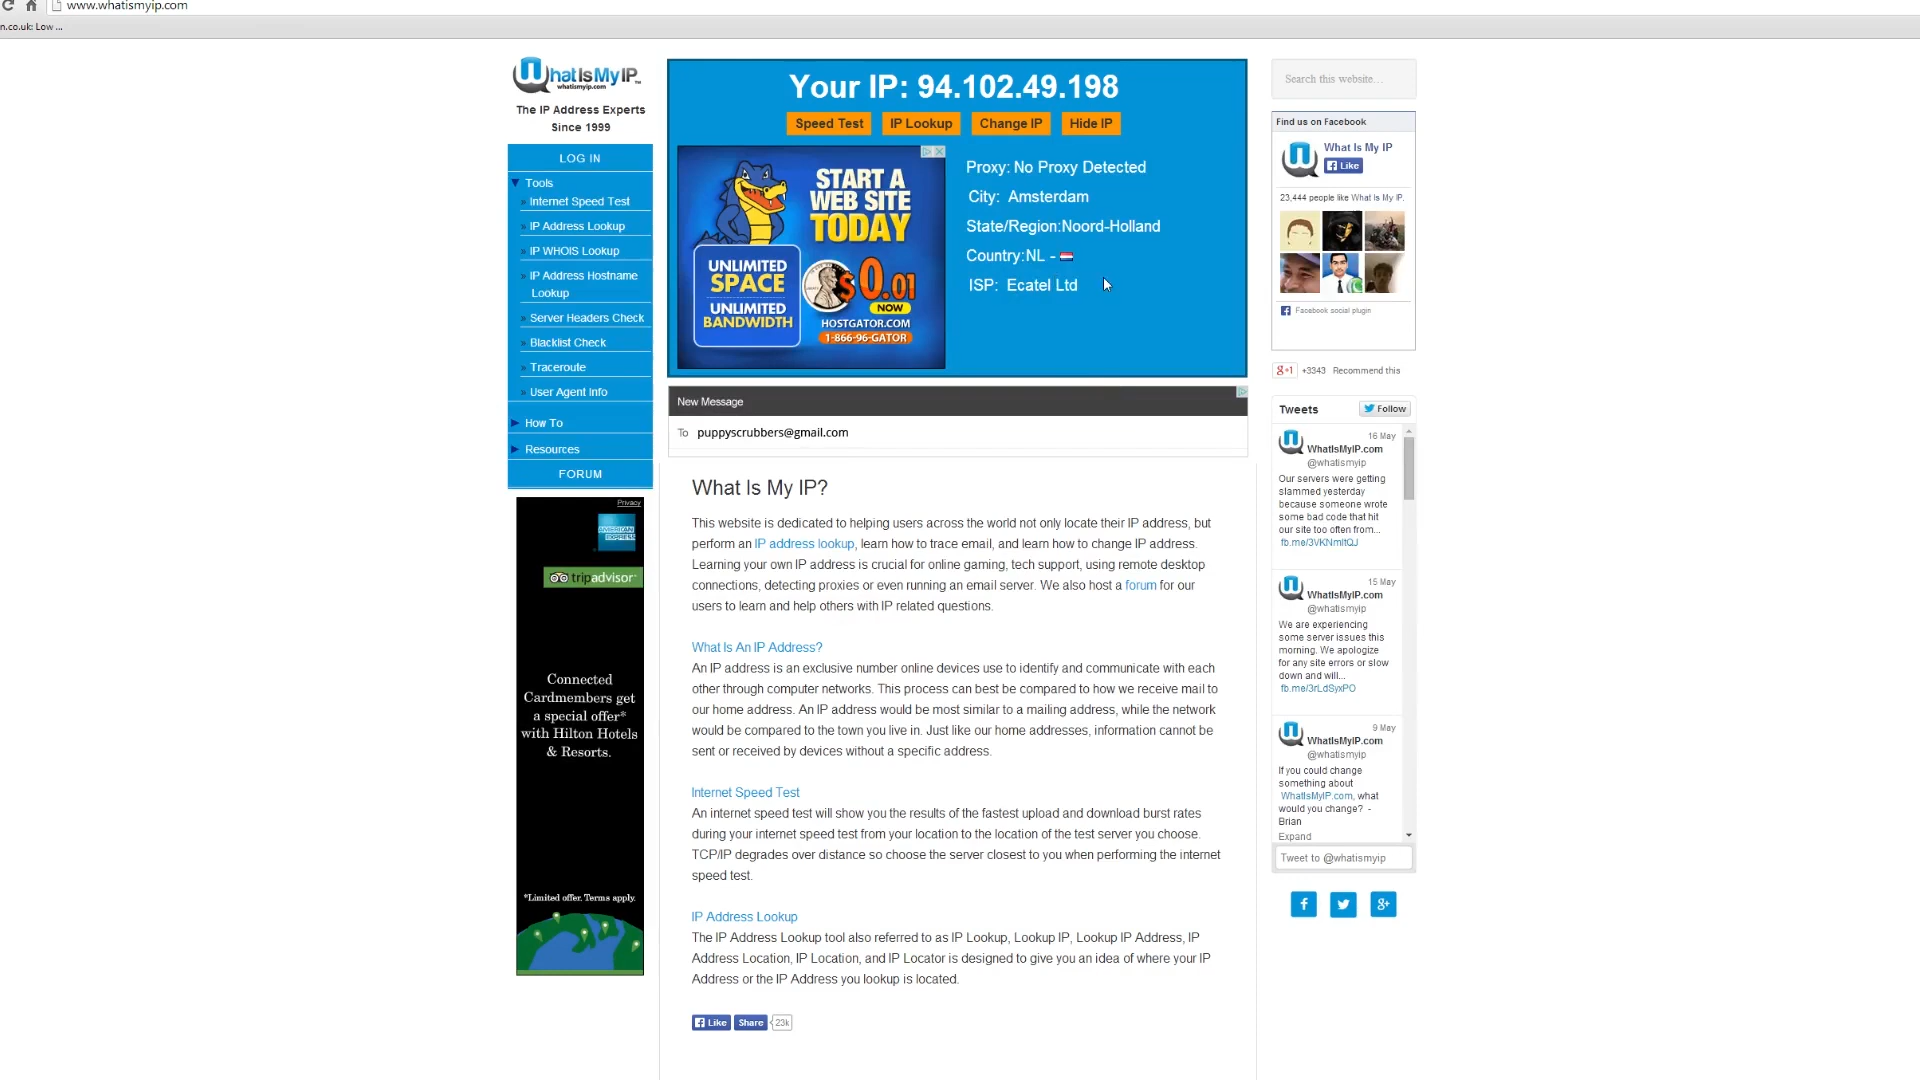 www.whatismyip.com
n.co.uk: Low ...
WhatIsMyIP
whatismyip.com
The IP Address Experts
Since 1999
LOG IN
Tools
» Internet Speed Test
» IP Address Lookup
» IP WHOIS Lookup
» IP Address Hostname
Lookup
» Server Headers Check
» Blacklist Check
» Traceroute
» User Agent Info
How To
Resources
FORUM
Privacy
AMERICAN
EXPRESS
tripadvisor
Connected
Cardmembers get
a special offer*
with Hilton Hotels
& Resorts.
*Limited offer. Terms apply.
Your IP: 94.102.49.198
Speed Test
IP Lookup
Change IP
Hide IP
START A
WEB SITE
TODAY
UNLIMITED
SPACE
UNLIMITED
BANDWIDTH
$0.01
NOW
HOSTGATOR.COM
1-866-96-GATOR
Proxy: No Proxy Detected
City: Amsterdam
State/Region:Noord-Holland
Country:NL -
ISP: Ecatel Ltd
New Message
To puppyscrubbers@gmail.com
What Is My IP?
This website is dedicated to helping users across the world not only locate their IP address, but
perform an IP address lookup, learn how to trace email, and learn how to change IP address.
Learning your own IP address is crucial for online gaming, tech support, using remote desktop
connections, detecting proxies or even running an email server. We also host a forum for our
users to learn and help others with IP related questions.
What Is An IP Address?
An IP address is an exclusive number online devices use to identify and communicate with each
other through computer networks. This process can best be compared to how we receive mail to
our home address. An IP address would be most similar to a mailing address, while the network
would be compared to the town you live in. Just like our home addresses, information cannot be
sent or received by devices without a specific address.
Internet Speed Test
An internet speed test will show you the results of the fastest upload and download burst rates
during your internet speed test from your location to the location of the test server you choose.
TCP/IP degrades over distance so choose the server closest to you when performing the internet
speed test.
IP Address Lookup
The IP Address Lookup tool also referred to as IP Lookup, Lookup IP, Lookup IP Address, IP
Address Location, IP Location, and IP Locator is designed to give you an idea of where your IP
Address or the IP Address you lookup is located.
Like
Share
23k
Search this website…
Find us on Facebook
What Is My IP
Like
23,444 people like What Is My IP.
Facebook social plugin
g+1 +3343 Recommend this
Tweets
Follow
16 May
WhatIsMyIP.com
@whatismyip
Our servers were getting
slammed yesterday
because someone wrote
some bad code that hit
our site too often from...
fb.me/3VKNmItQJ
15 May
WhatIsMyIP.com
@whatismyip
We are experiencing
some server issues this
morning. We apologize
for any site errors or slow
down and will...
fb.me/3rLdSyxPO
9 May
WhatIsMyIP.com
@whatismyip
If you could change
something about
WhatIsMyIP.com, what
would you change? -
Brian
Expand
Tweet to @whatismyip